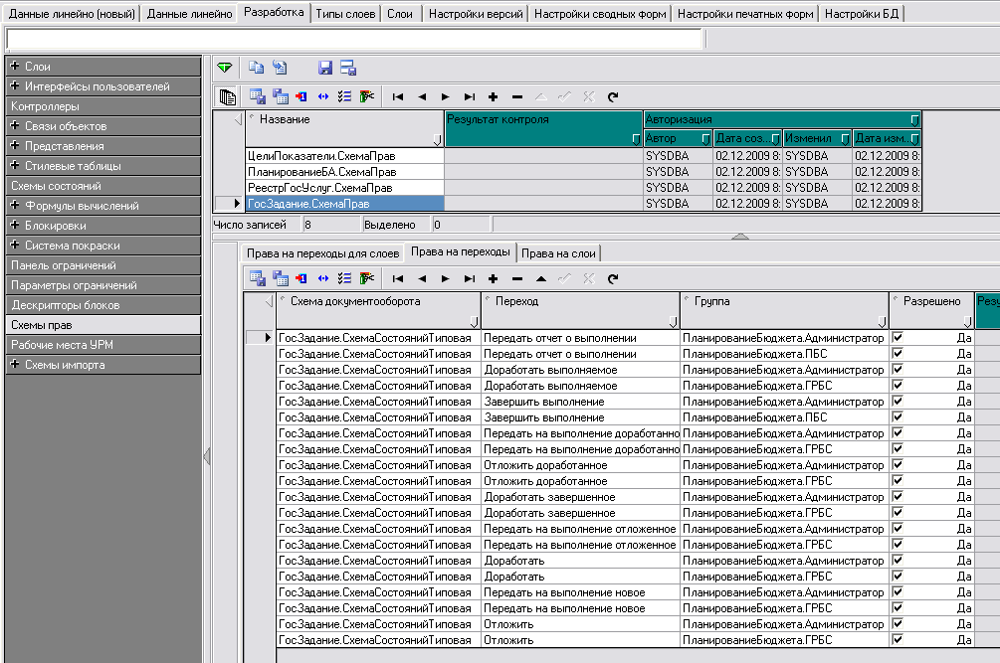 Данные линейно (новый) Данные линейно Разработка Типы слоев Слои Настройки версий Настройки сводных форм Настройки печатных форм Настройки БД
Слои
Интерфейсы пользователей
Контроллеры
Связи объектов
Представления
Стилевые таблицы
Схемы состояний
Формулы вычислений
Блокировки
Система покраски
Панель ограничений
Параметры ограничений
Дескрипторы блоков
Схемы прав
Рабочие места УРМ
Схемы импорта
Название Результат контроля Авторизация
Автор Дата соз... Изменил Дата изм...
ЦелиПоказатели.СхемаПрав SYSDBA 02.12.2009 8: SYSDBA 02.12.2009 8:
ПланированиеБА.СхемаПрав SYSDBA 02.12.2009 8: SYSDBA 02.12.2009 8:
РеестрГосУслуг.СхемаПрав SYSDBA 02.12.2009 8: SYSDBA 02.12.2009 8:
ГосЗадание.СхемаПрав SYSDBA 02.12.2009 8: SYSDBA 02.12.2009 8:
Число записей 8 Выделено 0
Права на переходы для слоев Права на переходы Права на слои
Схема документооборота Переход Группа Разрешено Резу
ГосЗадание.СхемаСостоянийТиповая Передать отчет о выполнении ПланированиеБюджета.Администратор Да
ГосЗадание.СхемаСостоянийТиповая Передать отчет о выполнении ПланированиеБюджета.ПБС Да
ГосЗадание.СхемаСостоянийТиповая Доработать выполняемое ПланированиеБюджета.Администратор Да
ГосЗадание.СхемаСостоянийТиповая Доработать выполняемое ПланированиеБюджета.ГРБС Да
ГосЗадание.СхемаСостоянийТиповая Завершить выполнение ПланированиеБюджета.Администратор Да
ГосЗадание.СхемаСостоянийТиповая Завершить выполнение ПланированиеБюджета.ПБС Да
ГосЗадание.СхемаСостоянийТиповая Передать на выполнение доработанно ПланированиеБюджета.Администратор Да
ГосЗадание.СхемаСостоянийТиповая Передать на выполнение доработанно ПланированиеБюджета.ГРБС Да
ГосЗадание.СхемаСостоянийТиповая Отложить доработанное ПланированиеБюджета.Администратор Да
ГосЗадание.СхемаСостоянийТиповая Отложить доработанное ПланированиеБюджета.ГРБС Да
ГосЗадание.СхемаСостоянийТиповая Доработать завершенное ПланированиеБюджета.Администратор Да
ГосЗадание.СхемаСостоянийТиповая Доработать завершенное ПланированиеБюджета.ГРБС Да
ГосЗадание.СхемаСостоянийТиповая Передать на выполнение отложенное ПланированиеБюджета.Администратор Да
ГосЗадание.СхемаСостоянийТиповая Передать на выполнение отложенное ПланированиеБюджета.ГРБС Да
ГосЗадание.СхемаСостоянийТиповая Доработать ПланированиеБюджета.Администратор Да
ГосЗадание.СхемаСостоянийТиповая Доработать ПланированиеБюджета.ГРБС Да
ГосЗадание.СхемаСостоянийТиповая Передать на выполнение новое ПланированиеБюджета.Администратор Да
ГосЗадание.СхемаСостоянийТиповая Передать на выполнение новое ПланированиеБюджета.ГРБС Да
ГосЗадание.СхемаСостоянийТиповая Отложить ПланированиеБюджета.Администратор Да
ГосЗадание.СхемаСостоянийТиповая Отложить ПланированиеБюджета.ГРБС Да